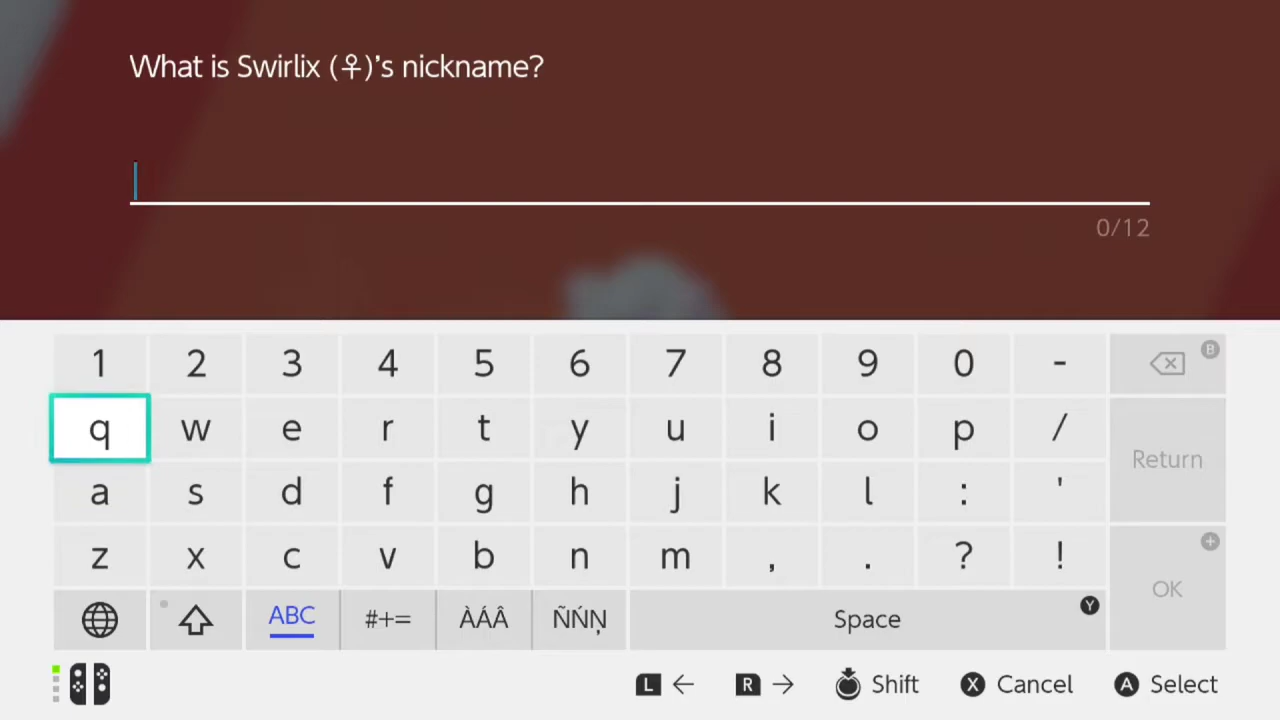 What is Swirlix (♀)'s nickname?
0/12
1 2 3 4 5 6 7 8 9 0 -
B
q w e r t y u i o p /
Return
a s d f g h j k l : '
z x c v b n m , . ? !
+
OK
ABC #+= ÀÁÂ ÑŃŅ Space Y
L ← R → Shift X Cancel A Select